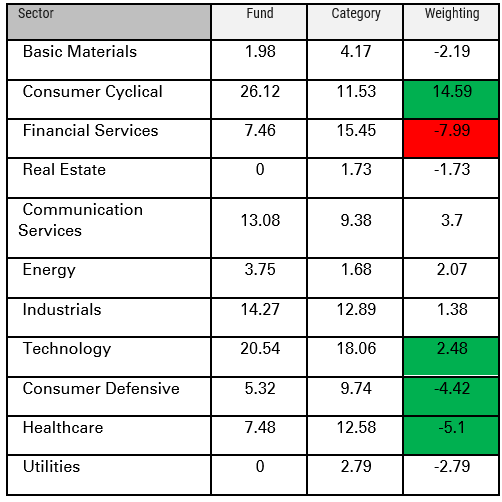 Sector Fund Category Weighting
Basic Materials 1.98 4.17 -2.19
Consumer Cyclical 26.12 11.53 14.59
Financial Services 7.46 15.45 -7.99
Real Estate 0 1.73 -1.73
Communication
Services 13.08 9.38 3.7
Energy 3.75 1.68 2.07
Industrials 14.27 12.89 1.38
Technology 20.54 18.06 2.48
Consumer Defensive 5.32 9.74 -4.42
Healthcare 7.48 12.58 -5.1
Utilities 0 2.79 -2.79